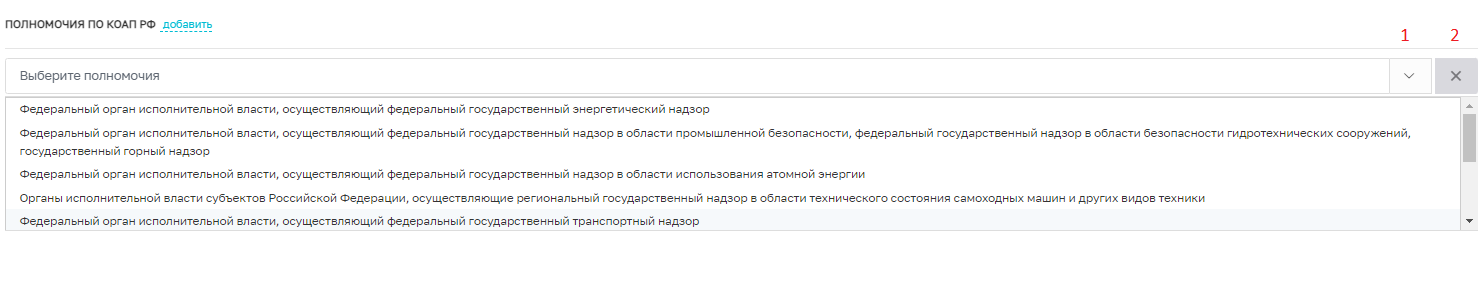 ПОЛНОМОЧИЯ ПО КОАП РФ добавить
1 2
Выберите полномочия
Федеральный орган исполнительной власти, осуществляющий федеральный государственный энергетический надзор
Федеральный орган исполнительной власти, осуществляющий федеральный государственный надзор в области промышленной безопасности, федеральный государственный надзор в области безопасности гидротехнических сооружений,
государственный горный надзор
Федеральный орган исполнительной власти, осуществляющий федеральный государственный надзор в области использования атомной энергии
Органы исполнительной власти субъектов Российской Федерации, осуществляющие региональный государственный надзор в области технического состояния самоходных машин и других видов техники
Федеральный орган исполнительной власти, осуществляющий федеральный государственный транспортный надзор